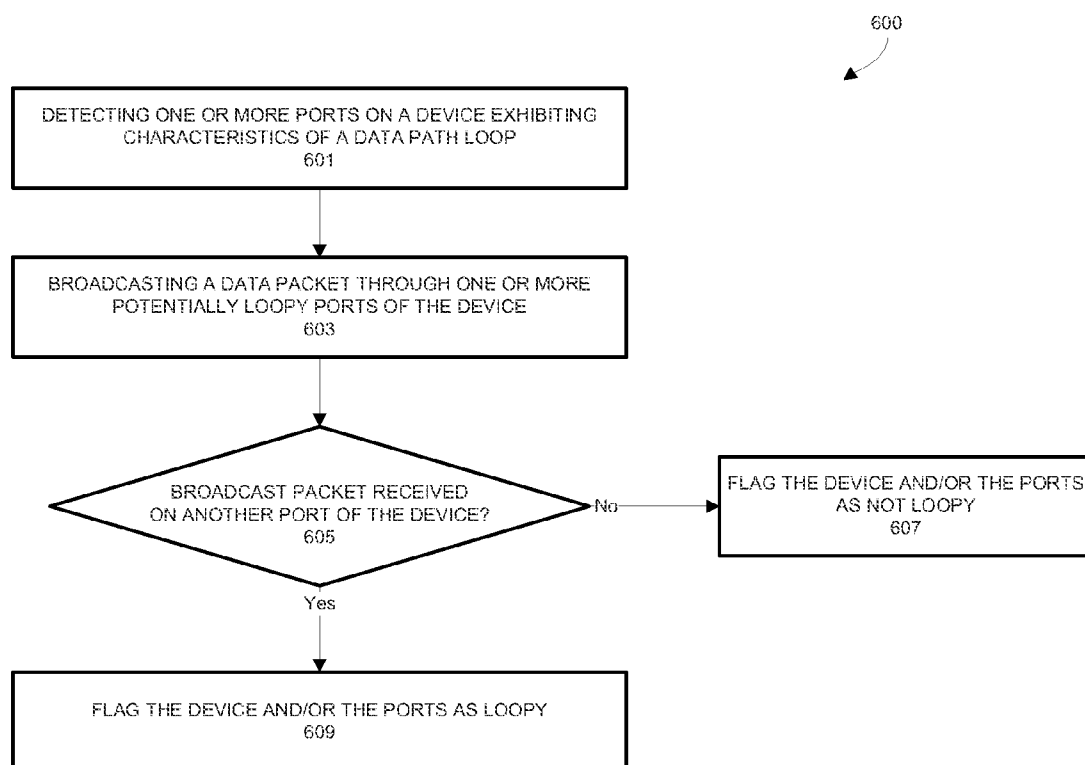 600
DETECTING ONE OR MORE PORTS ON A DEVICE EXHIBITING
CHARACTERISTICS OF A DATA PATH LOOP
601
BROADCASTING A DATA PACKET THROUGH ONE OR MORE
POTENTIALLY LOOPY PORTS OF THE DEVICE
603
BROADCAST PACKET RECEIVED
ON ANOTHER PORT OF THE DEVICE?
605
No
FLAG THE DEVICE AND/OR THE PORTS
AS NOT LOOPY
607
Yes
FLAG THE DEVICE AND/OR THE PORTS AS LOOPY
609